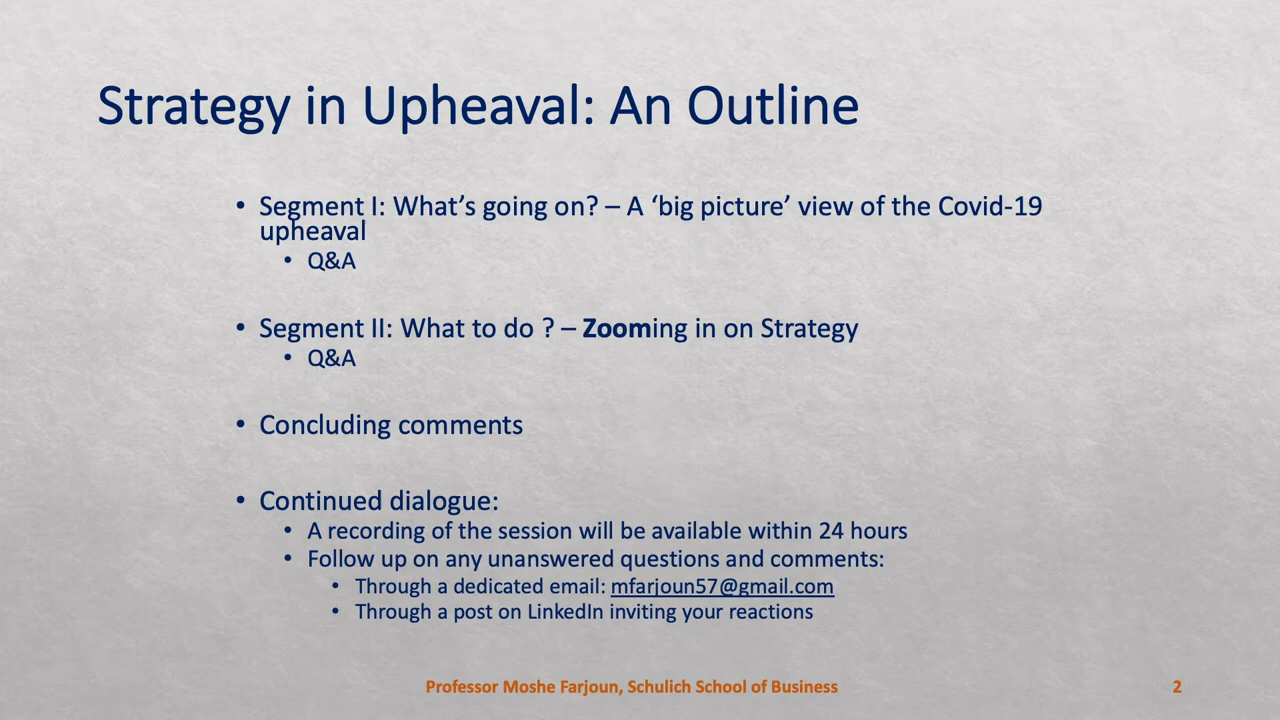 Strategy in Upheaval: An Outline
• Segment I: What’s going on? – A ‘big picture’ view of the Covid-19
upheaval
• Q&A
• Segment II: What to do ? – Zooming in on Strategy
• Q&A
• Concluding comments
• Continued dialogue:
• A recording of the session will be available within 24 hours
• Follow up on any unanswered questions and comments:
• Through a dedicated email: mfarjoun57@gmail.com
• Through a post on LinkedIn inviting your reactions
Professor Moshe Farjoun, Schulich School of Business 2